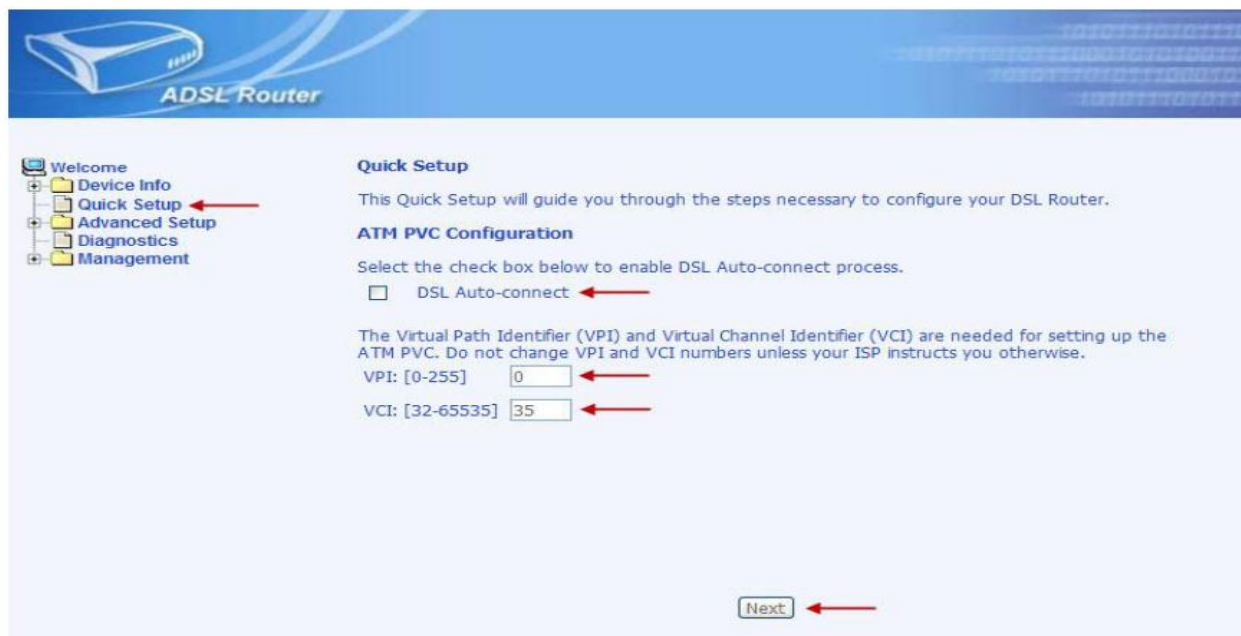 ADSL Router
Welcome
Device Info
Quick Setup
Advanced Setup
Diagnostics
Management
Quick Setup
This Quick Setup will guide you through the steps necessary to configure your DSL Router.
ATM PVC Configuration
Select the check box below to enable DSL Auto-connect process.
DSL Auto-connect
The Virtual Path Identifier (VPI) and Virtual Channel Identifier (VCI) are needed for setting up the
ATM PVC. Do not change VPI and VCI numbers unless your ISP instructs you otherwise.
VPI: [0-255] 0
VCI: [32-65535] 35
Next